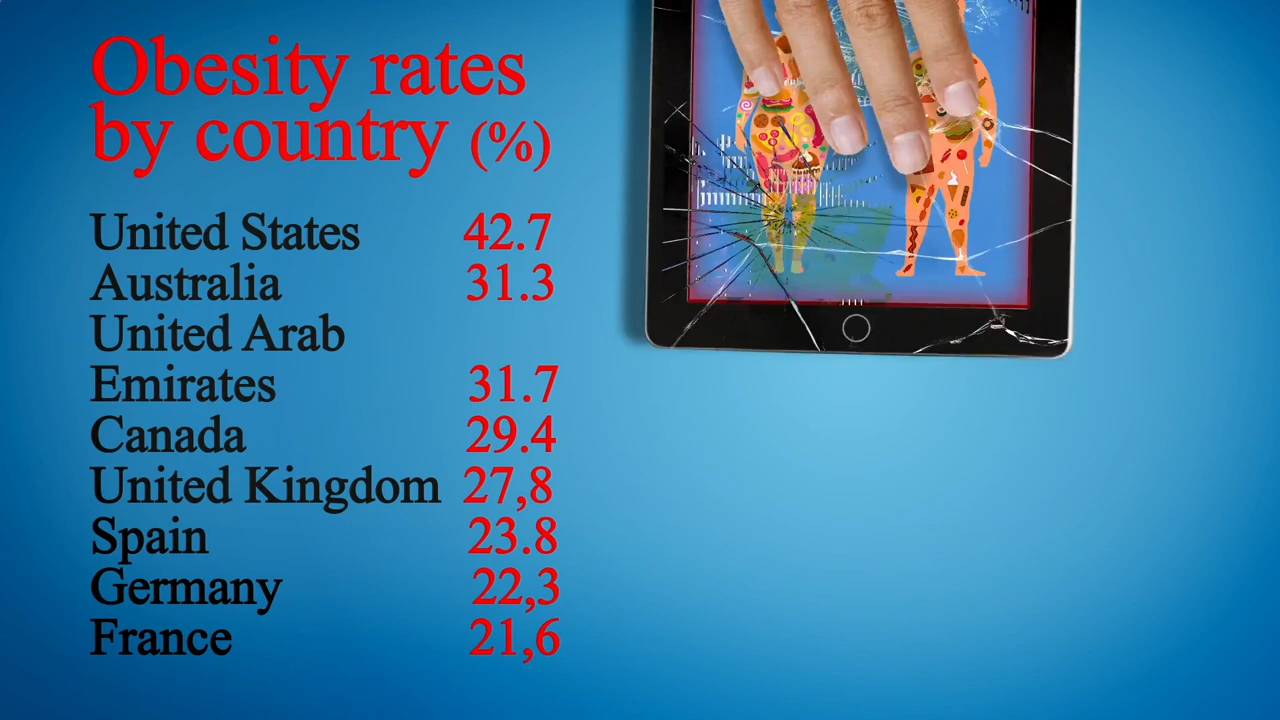 Obesity rates
by country (%)
United States 42.7
Australia 31.3
United Arab
Emirates 31.7
Canada 29.4
United Kingdom 27,8
Spain 23.8
Germany 22,3
France 21,6